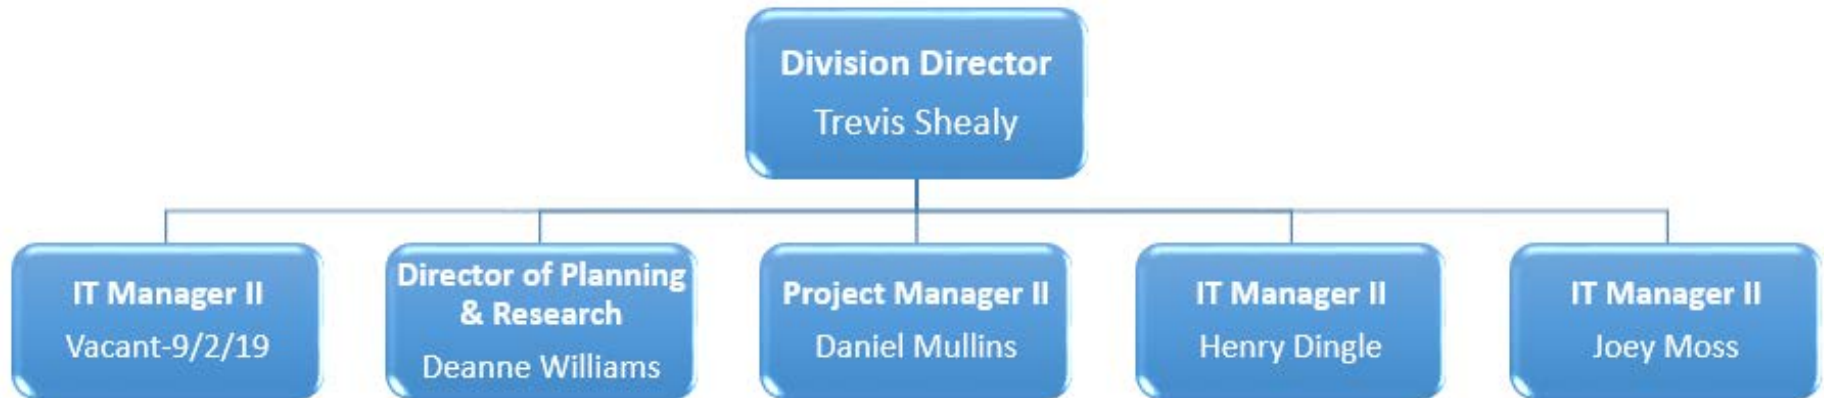 Division Director
Trevis Shealy
IT Manager II
Vacant-9/2/19
Director of Planning
& Research
Deanne Williams
Project Manager II
Daniel Mullins
IT Manager II
Henry Dingle
IT Manager II
Joey Moss